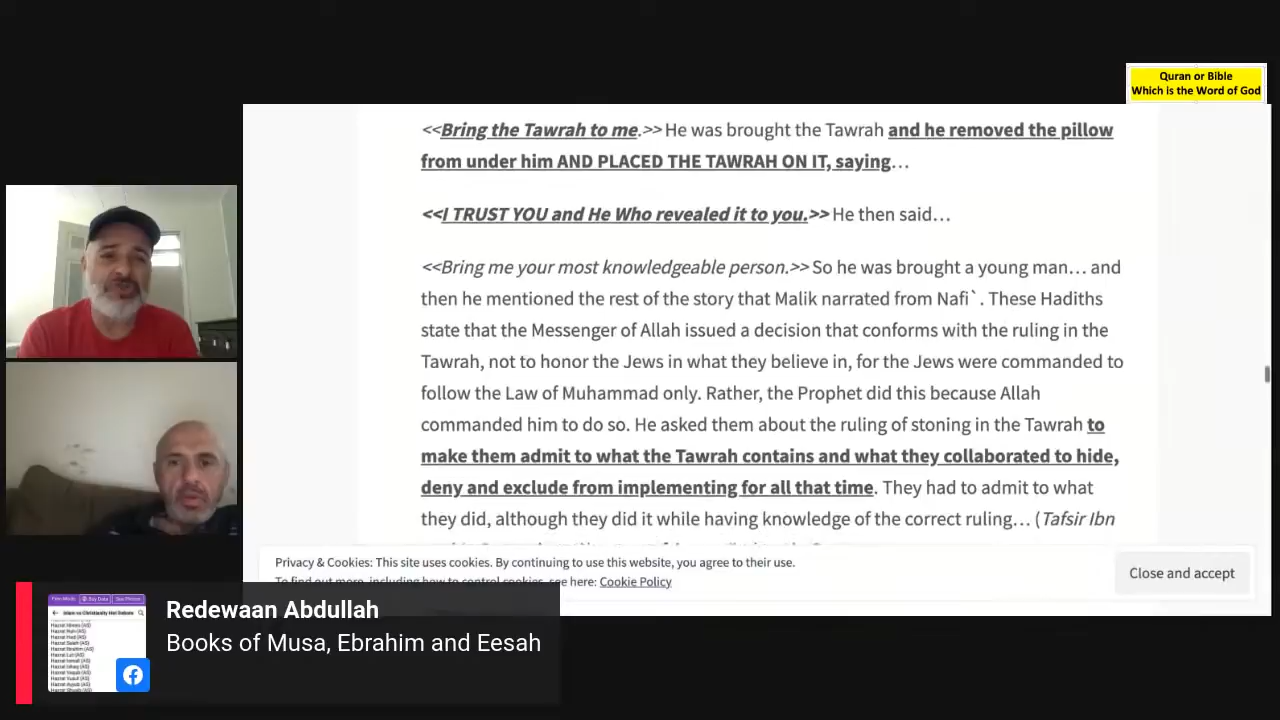 Quran or Bible
Which is the Word of God
<<Bring the Tawrah to me.>> He was brought the Tawrah and he removed the pillow
from under him AND PLACED THE TAWRAH ON IT, saying…
<<I TRUST YOU and He Who revealed it to you.>> He then said…
<<Bring me your most knowledgeable person.>> So he was brought a young man… and
then he mentioned the rest of the story that Malik narrated from Nafi`. These Hadiths
state that the Messenger of Allah issued a decision that conforms with the ruling in the
Tawrah, not to honor the Jews in what they believe in, for the Jews were commanded to
follow the Law of Muhammad only. Rather, the Prophet did this because Allah
commanded him to do so. He asked them about the ruling of stoning in the Tawrah to
make them admit to what the Tawrah contains and what they collaborated to hide,
deny and exclude from implementing for all that time. They had to admit to what
they did, although they did it while having knowledge of the correct ruling… (Tafsir Ibn
Privacy & Cookies: This site uses cookies. By continuing to use this website, you agree to their use.
To find out more, including how to control cookies, see here: Cookie Policy
Close and accept
Redewaan Abdullah
Books of Musa, Ebrahim and Eesah